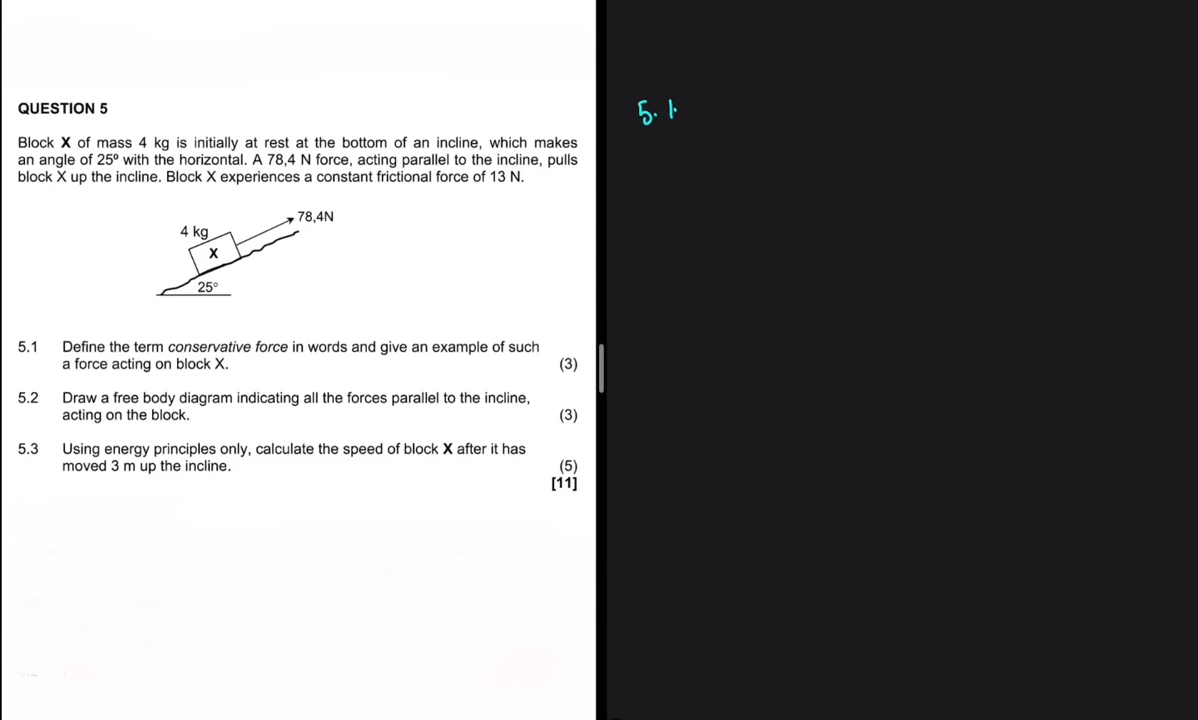 QUESTION 5
Block X of mass 4 kg is initially at rest at the bottom of an incline, which makes
an angle of 25º with the horizontal. A 78,4 N force, acting parallel to the incline, pulls
block X up the incline. Block X experiences a constant frictional force of 13 N.
78,4N
4 kg
X
25°
5.1 Define the term conservative force in words and give an example of such
a force acting on block X. (3)
5.2 Draw a free body diagram indicating all the forces parallel to the incline,
acting on the block. (3)
5.3 Using energy principles only, calculate the speed of block X after it has
moved 3 m up the incline. (5)
[11]
5.1.